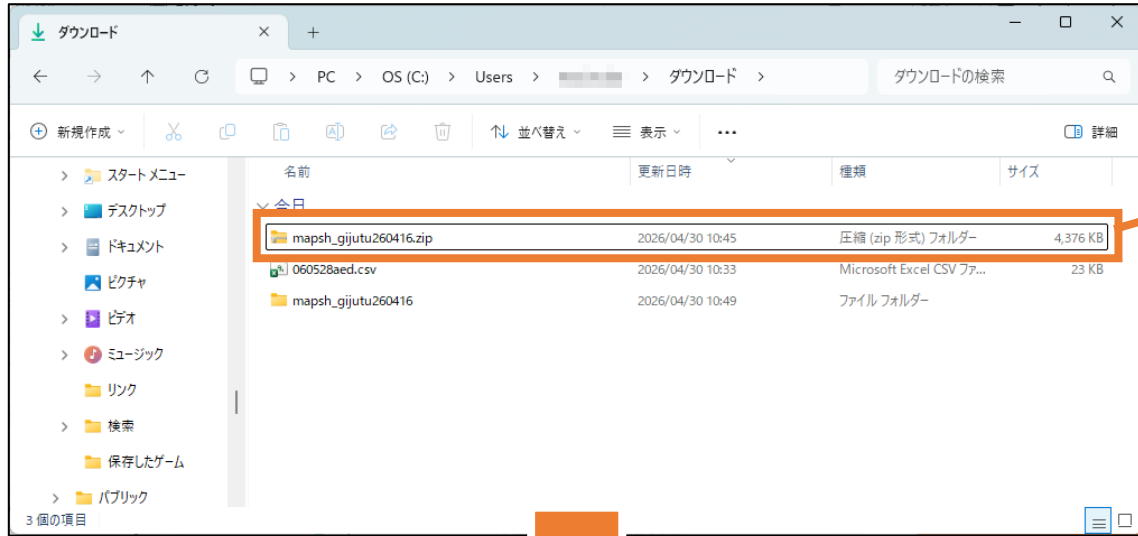 ダウンロード
PC > OS (C:) > Users > > ダウンロード >
ダウンロードの検索
新規作成
並べ替え
表示
詳細
スタート メニュー
デスクトップ
ドキュメント
ピクチャ
ビデオ
ミュージック
リンク
検索
保存したゲーム
パブリック
名前 更新日時 種類 サイズ
今日
mapsh_gijutu260416.zip 2026/04/30 10:45 圧縮 (zip 形式) フォルダー 4,376 KB
060528aed.csv 2026/04/30 10:33 Microsoft Excel CSV ファ... 23 KB
mapsh_gijutu260416 2026/04/30 10:49 ファイル フォルダー
3 個の項目